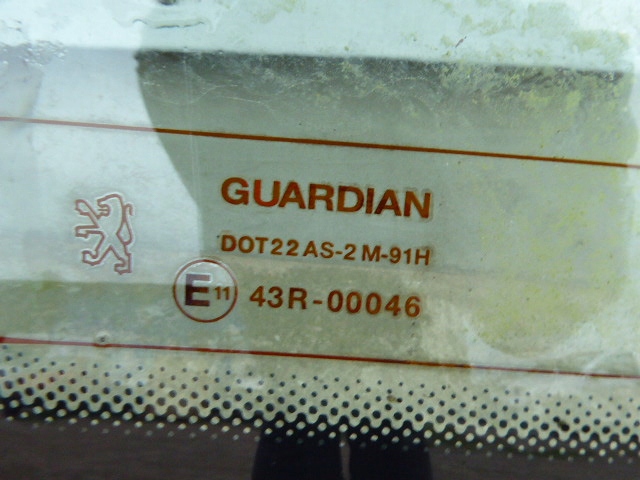 GUARDIAN
DOT22 AS-2 M-91H
E11 43R-00046